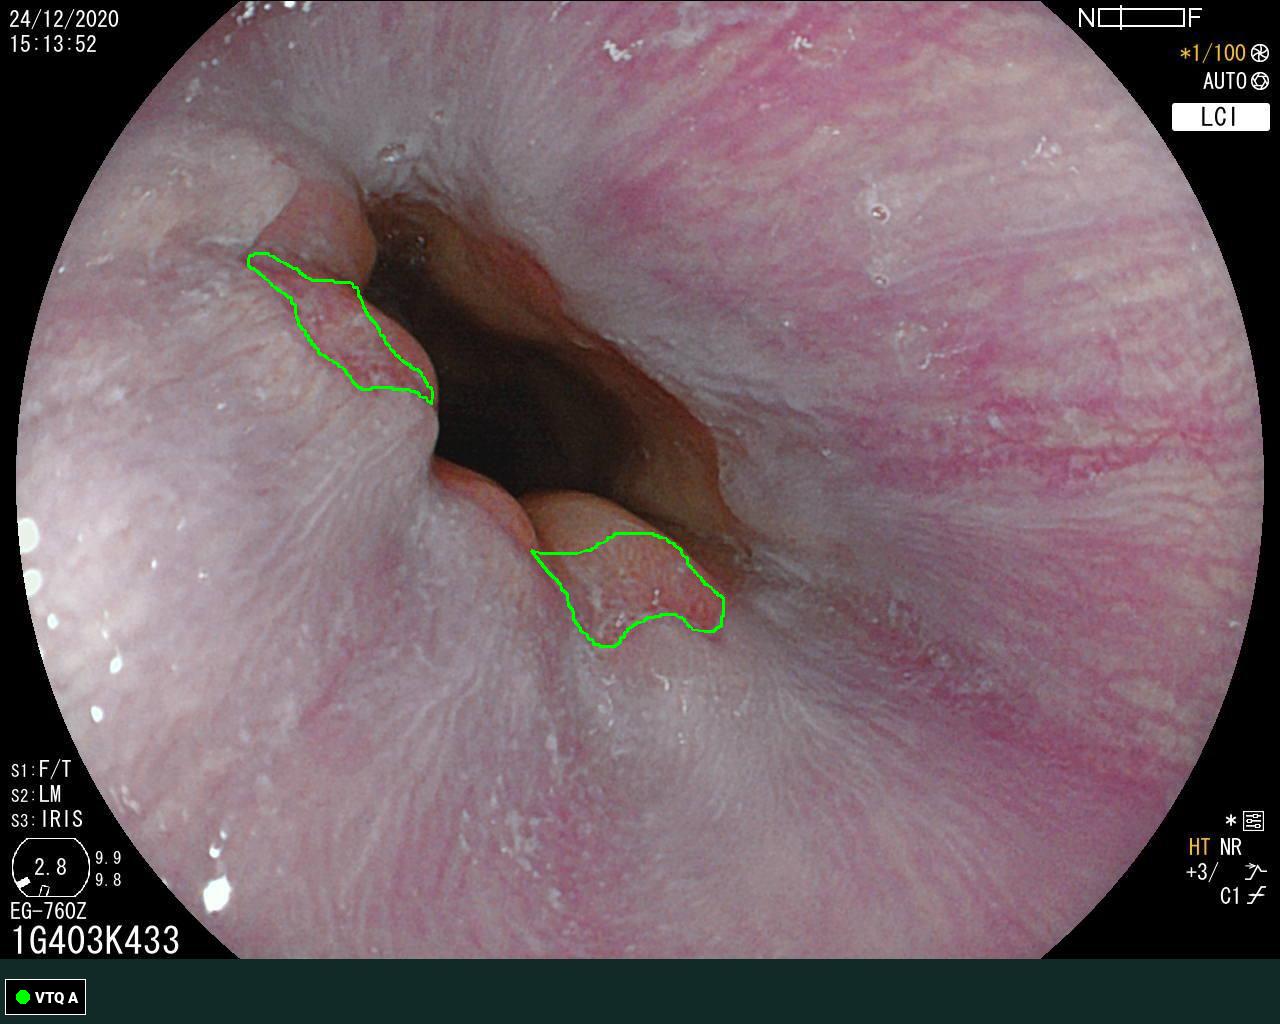 24/12/2020
15:13:52
N F
*1/100
AUTO
LCI
S1:F/T
S2:LM
S3:IRIS
2.8
9.9
9.8
EG-760Z
1G403K433
*
HT NR
+3/
C1
VTQ A